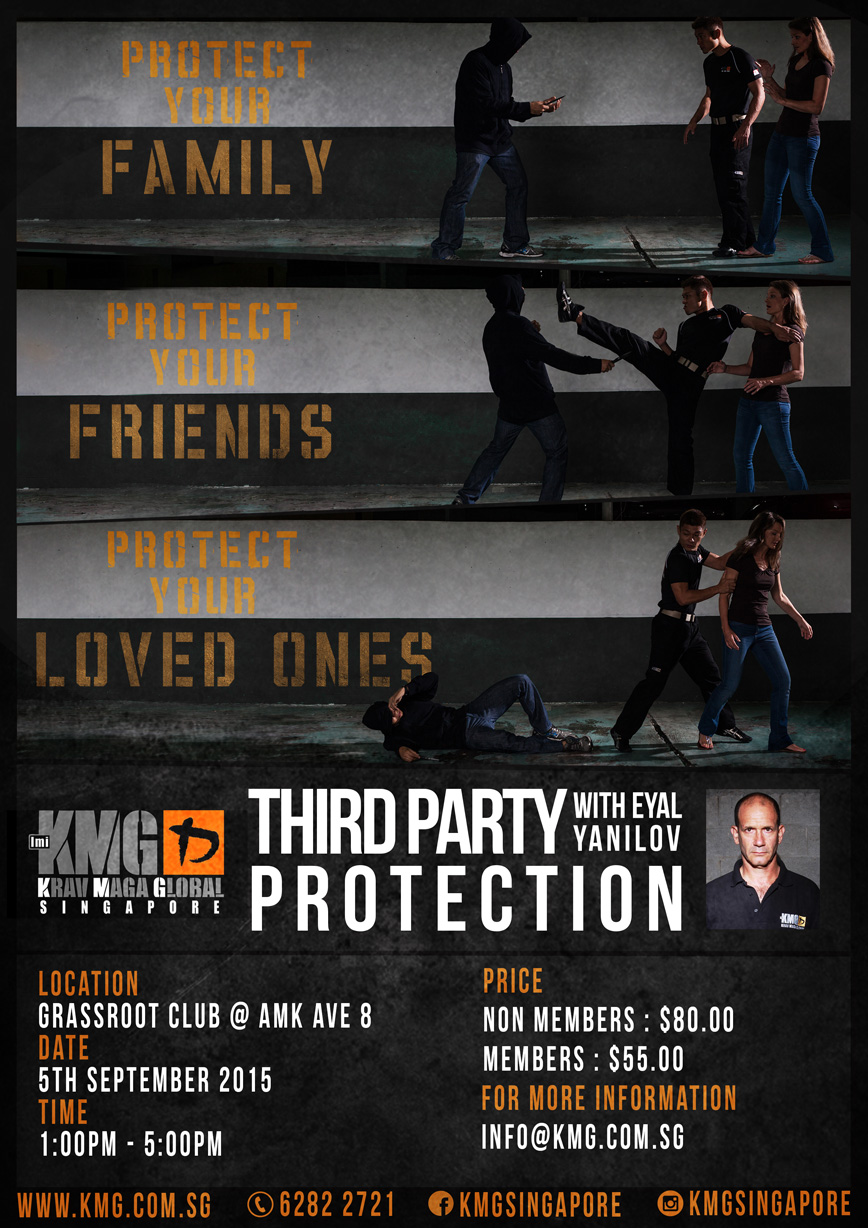 PROTECT
YOUR
FAMILY
PROTECT
YOUR
FRIENDS
PROTECT
YOUR
LOVED ONES
imi KMG
KRAV MAGA GLOBAL
SINGAPORE
THIRD PARTY WITH EYAL
YANILOV
PROTECTION
KMG
LOCATION
GRASSROOT CLUB @ AMK AVE 8
DATE
5TH SEPTEMBER 2015
TIME
1:00PM - 5:00PM
PRICE
NON MEMBERS : $80.00
MEMBERS : $55.00
FOR MORE INFORMATION
INFO@KMG.COM.SG
WWW.KMG.COM.SG 6282 2721 KMGSINGAPORE KMGSINGAPORE